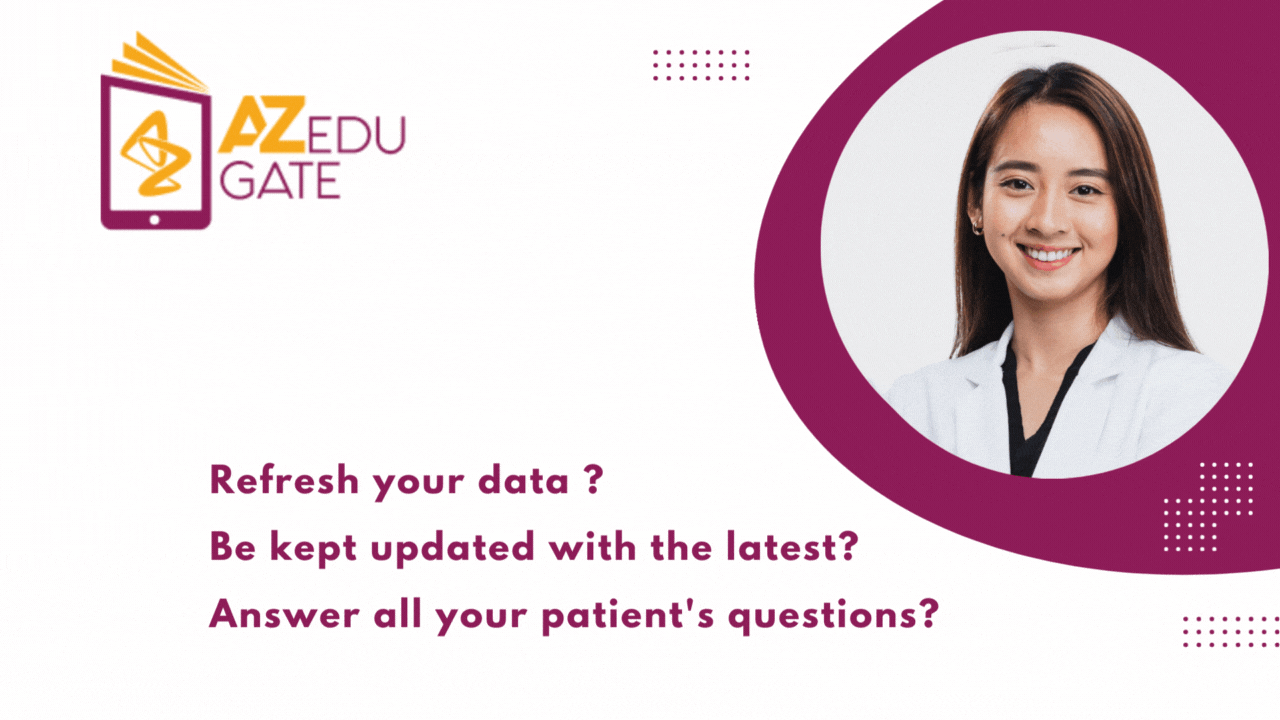 AZ EDU
GATE
Refresh your data ?
Be kept updated with the latest?
Answer all your patient's questions?